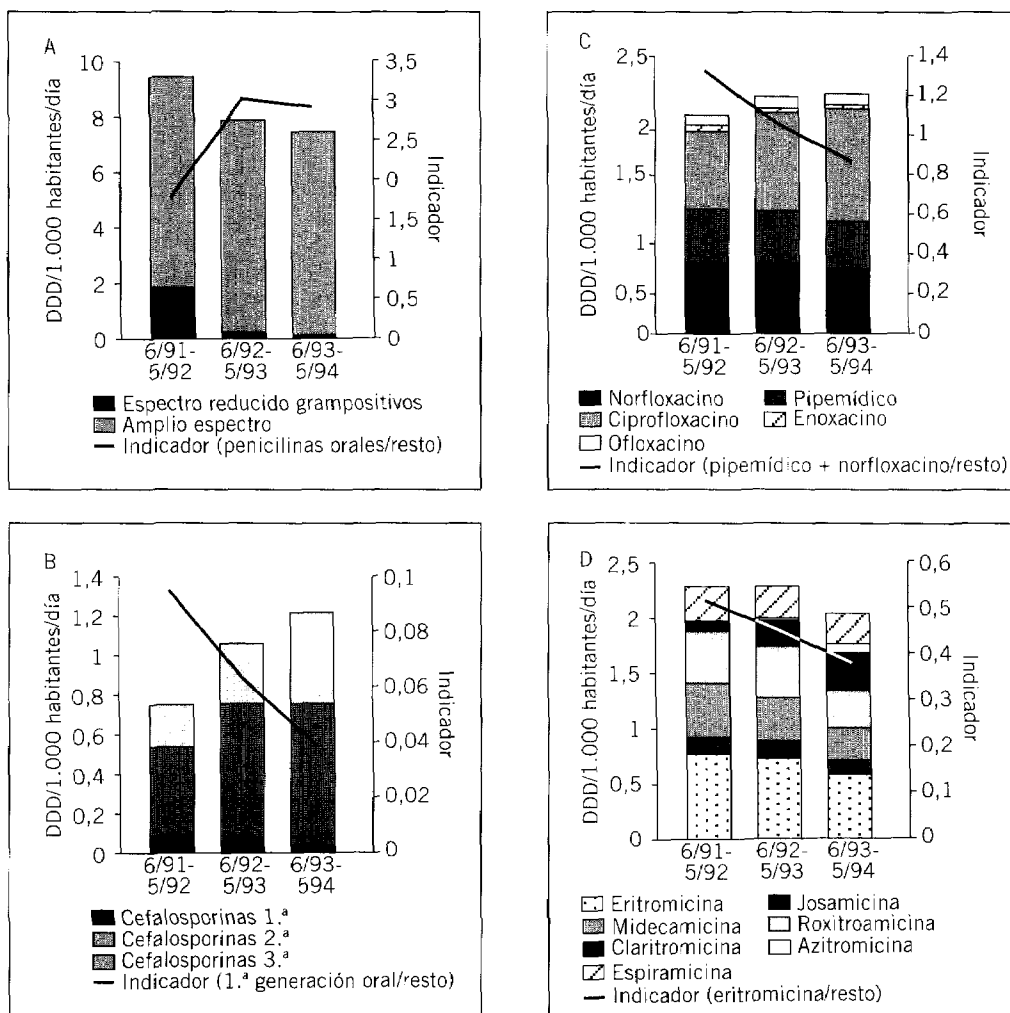 A
DDD/1.000 habitantes/día
10
8
6
4
2
0
3,5
3
2,5
0
1,5
1
0,5
0
Indicador
6/91-5/92
6/92-5/93
6/93-5/94
Espectro reducido grampositivos
Amplio espectro
Indicador (penicilinas orales/resto)
C
DDD/1.000 habitantes/día
2,5
2
1,5
1
0,5
0
1,4
1,2
1
0,8
0,6
0,4
0,2
0
Indicador
6/91-5/92
6/92-5/93
6/93-5/94
Norfloxacino
Pipemídico
Ciprofloxacino
Enoxacino
Ofloxacino
Indicador (pipemídico + norfloxacino/resto)
B
DDD/1.000 habitantes/día
1,4
1,2
1
0,8
0,6
0,4
0,2
0
0,1
0,08
0,06
0,04
0,02
0
Indicador
6/91-5/92
6/92-5/93
6/93-594
Cefalosporinas 1.ª
Cefalosporinas 2.ª
Cefalosporinas 3.ª
Indicador (1.ª generación oral/resto)
D
DDD/1.000 habitantes/día
2,5
2
1,5
1
0,5
0
0,6
0,5
0,4
0,3
0,2
0,1
0
Indicador
6/91-5/92
6/92-5/93
6/93-5/94
Eritromicina
Josamicina
Midecamicina
Roxitroamicina
Claritromicina
Azitromicina
Espiramicina
Indicador (eritromicina/resto)